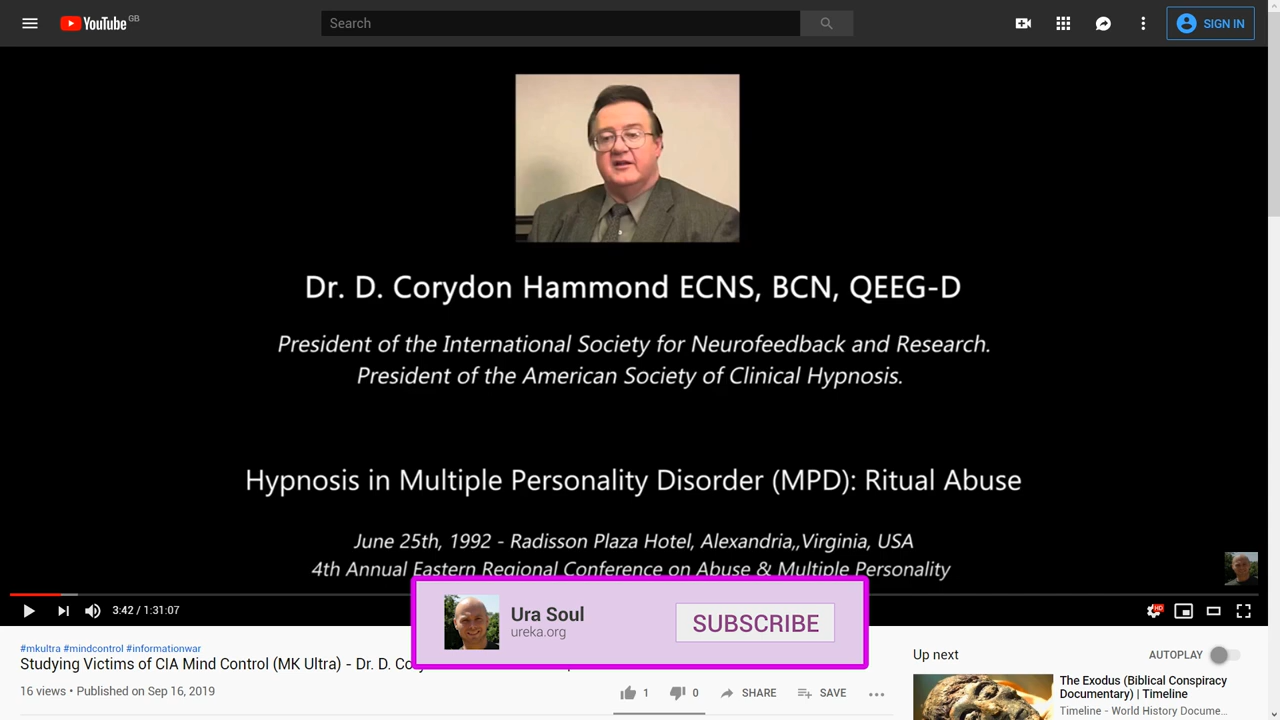 YouTube GB
Search
SIGN IN
Dr. D. Corydon Hammond ECNS, BCN, QEEG-D
President of the International Society for Neurofeedback and Research.
President of the American Society of Clinical Hypnosis.
Hypnosis in Multiple Personality Disorder (MPD): Ritual Abuse
June 25th, 1992 - Radisson Plaza Hotel, Alexandria,,Virginia, USA
4th Annual Eastern Regional Conference on Abuse & Multiple Personality
3:42 / 1:31:07
HD
Ura Soul
ureka.org
SUBSCRIBE
#mkultra #mindcontrol #informationwar
Studying Victims of CIA Mind Control (MK Ultra) - Dr. D.
16 views • Published on Sep 16, 2019
1
0
SHARE
SAVE
Up next
AUTOPLAY
The Exodus (Biblical Conspiracy
Documentary) | Timeline
Timeline - World History Docume...